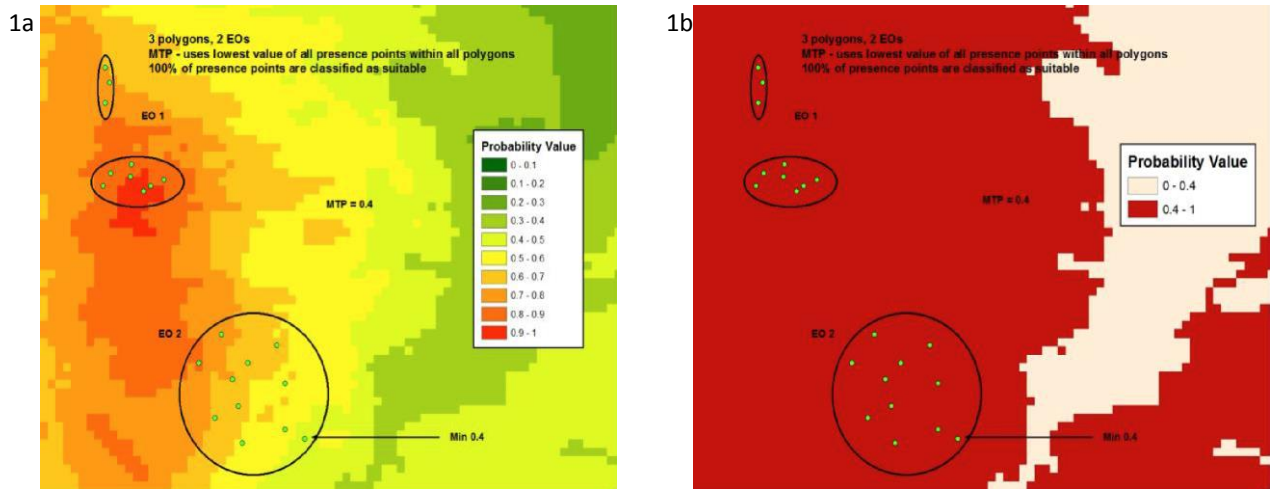 1a
3 polygons, 2 EOs
MTP - uses lowest value of all presence points within all polygons
100% of presence points are classified as suitable
EO 1
Probability Value
0 - 0.1
0.1 - 0.2
0.2 - 0.3
0.3 - 0.4
0.4 - 0.5
0.5 - 0.6
0.6 - 0.7
0.7 - 0.8
0.8 - 0.9
0.9 - 1
MTP = 0.4
EO 2
Min 0.4
1b
3 polygons, 2 EOs
MTP - uses lowest value of all presence points within all polygons
100% of presence points are classified as suitable
EO 1
Probability Value
0 - 0.4
0.4 - 1
MTP = 0.4
EO 2
Min 0.4